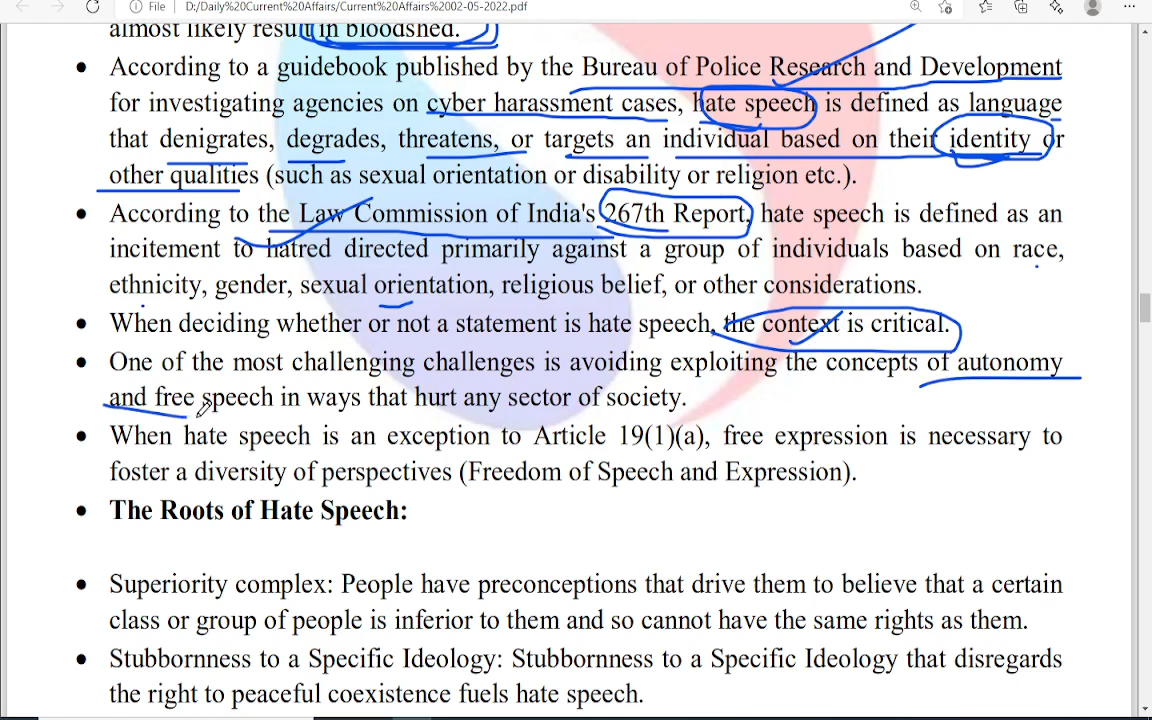 File
D:/Daily%20Current%20Affairs/Current%20Affairs%2002-05-2022.pdf
almost likely result in bloodshed.
• According to a guidebook published by the Bureau of Police Research and Development
for investigating agencies on cyber harassment cases, hate speech is defined as language
that denigrates, degrades, threatens, or targets an individual based on their identity or
other qualities (such as sexual orientation or disability or religion etc.).
• According to the Law Commission of India's 267th Report, hate speech is defined as an
incitement to hatred directed primarily against a group of individuals based on race,
ethnicity, gender, sexual orientation, religious belief, or other considerations.
• When deciding whether or not a statement is hate speech, the context is critical.
• One of the most challenging challenges is avoiding exploiting the concepts of autonomy
and free speech in ways that hurt any sector of society.
• When hate speech is an exception to Article 19(1)(a), free expression is necessary to
foster a diversity of perspectives (Freedom of Speech and Expression).
• The Roots of Hate Speech:
• Superiority complex: People have preconceptions that drive them to believe that a certain
class or group of people is inferior to them and so cannot have the same rights as them.
• Stubbornness to a Specific Ideology: Stubbornness to a Specific Ideology that disregards
the right to peaceful coexistence fuels hate speech.